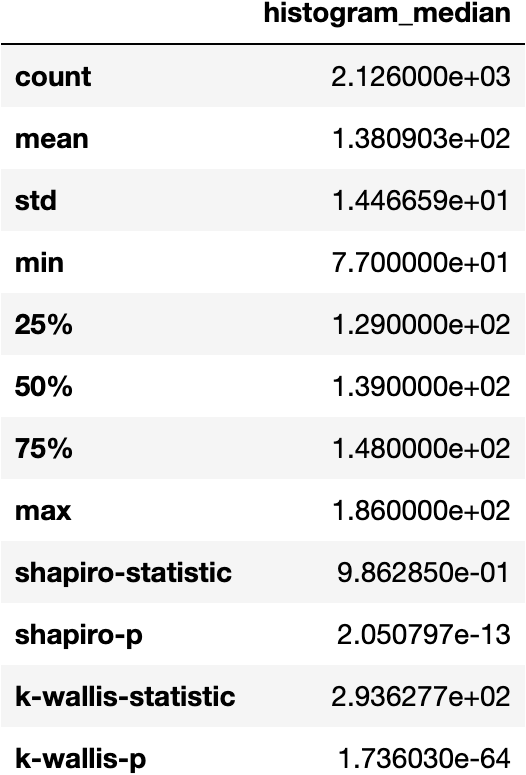 histogram_median
count 2.126000e+03
mean 1.380903e+02
std 1.446659e+01
min 7.700000e+01
25% 1.290000e+02
50% 1.390000e+02
75% 1.480000e+02
max 1.860000e+02
shapiro-statistic 9.862850e-01
shapiro-p 2.050797e-13
k-wallis-statistic 2.936277e+02
k-wallis-p 1.736030e-64